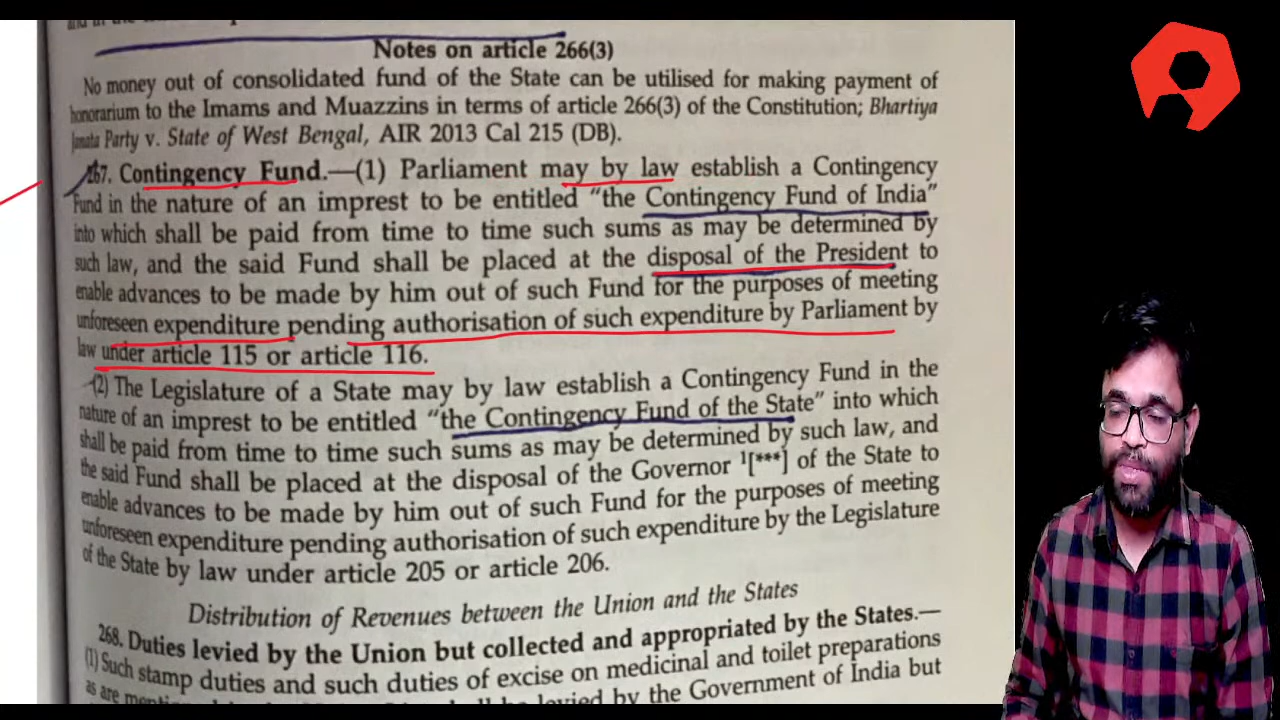 Notes on article 266(3)
No money out of consolidated fund of the State can be utilised for making payment of
honorarium to the Imams and Muazzins in terms of article 266(3) of the Constitution; Bhartiya
Janata Party v. State of West Bengal, AIR 2013 Cal 215 (DB).
267. Contingency Fund.—(1) Parliament may by law establish a Contingency
Fund in the nature of an imprest to be entitled "the Contingency Fund of India"
into which shall be paid from time to time such sums as may be determined by
such law, and the said Fund shall be placed at the disposal of the President to
enable advances to be made by him out of such Fund for the purposes of meeting
unforeseen expenditure pending authorisation of such expenditure by Parliament by
law under article 115 or article 116.
(2) The Legislature of a State may by law establish a Contingency Fund in the
nature of an imprest to be entitled "the Contingency Fund of the State" into which
shall be paid from time to time such sums as may be determined by such law, and
the said Fund shall be placed at the disposal of the Governor 1[***] of the State to
enable advances to be made by him out of such Fund for the purposes of meeting
unforeseen expenditure pending authorisation of such expenditure by the Legislature
of the State by law under article 205 or article 206.
Distribution of Revenues between the Union and the States
268. Duties levied by the Union but collected and appropriated by the States.—
(1) Such stamp duties and such duties of excise on medicinal and toilet preparations
as are levied by the Government of India but